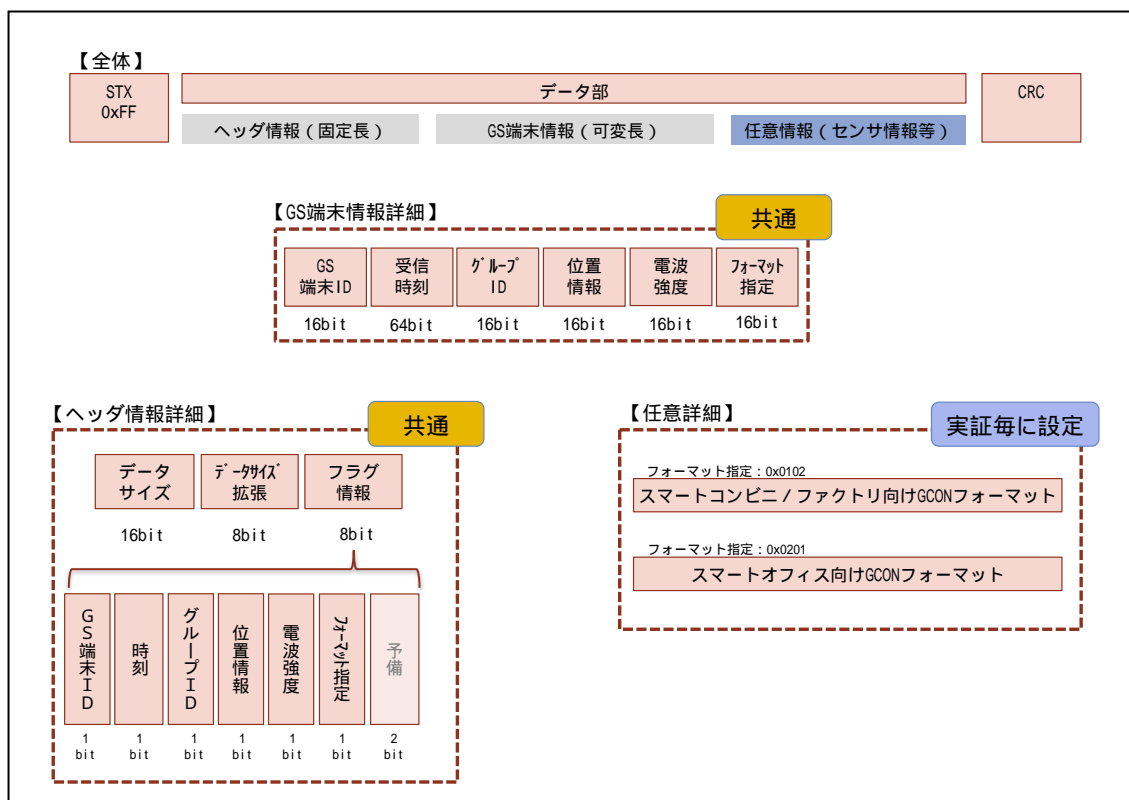 【全体】
STX
0xFF
データ部
CRC
ヘッダ情報(固定長)
GS端末情報(可変長)
任意情報(センサ情報等)
【GS端末情報詳細】
共通
GS
端末ID
受信
時刻
グループ
ID
位置
情報
電波
強度
フォーマット
指定
16bit
64bit
16bit
16bit
16bit
16bit
【ヘッダ情報詳細】
共通
データ
サイズ
データサイズ
拡張
フラグ
情報
16bit
8bit
8bit
GS端末ID
時刻
グループID
位置情報
電波強度
フォーマット指定
予備
1
bit
1
bit
1
bit
1
bit
1
bit
1
bit
2
bit
【任意詳細】
実証毎に設定
フォーマット指定:0x0102
スマートコンビニ/ファクトリ向けGCONフォーマット
フォーマット指定:0x0201
スマートオフィス向けGCONフォーマット